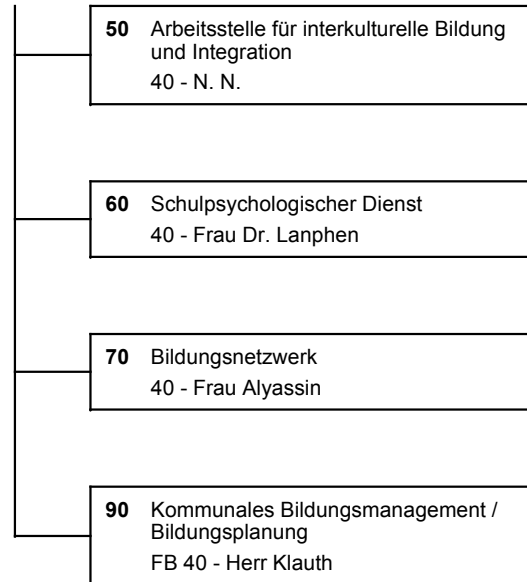 50 Arbeitsstelle für interkulturelle Bildung
und Integration
40 - N. N.
60 Schulpsychologischer Dienst
40 - Frau Dr. Lanphen
70 Bildungsnetzwerk
40 - Frau Alyassin
90 Kommunales Bildungsmanagement /
Bildungsplanung
FB 40 - Herr Klauth